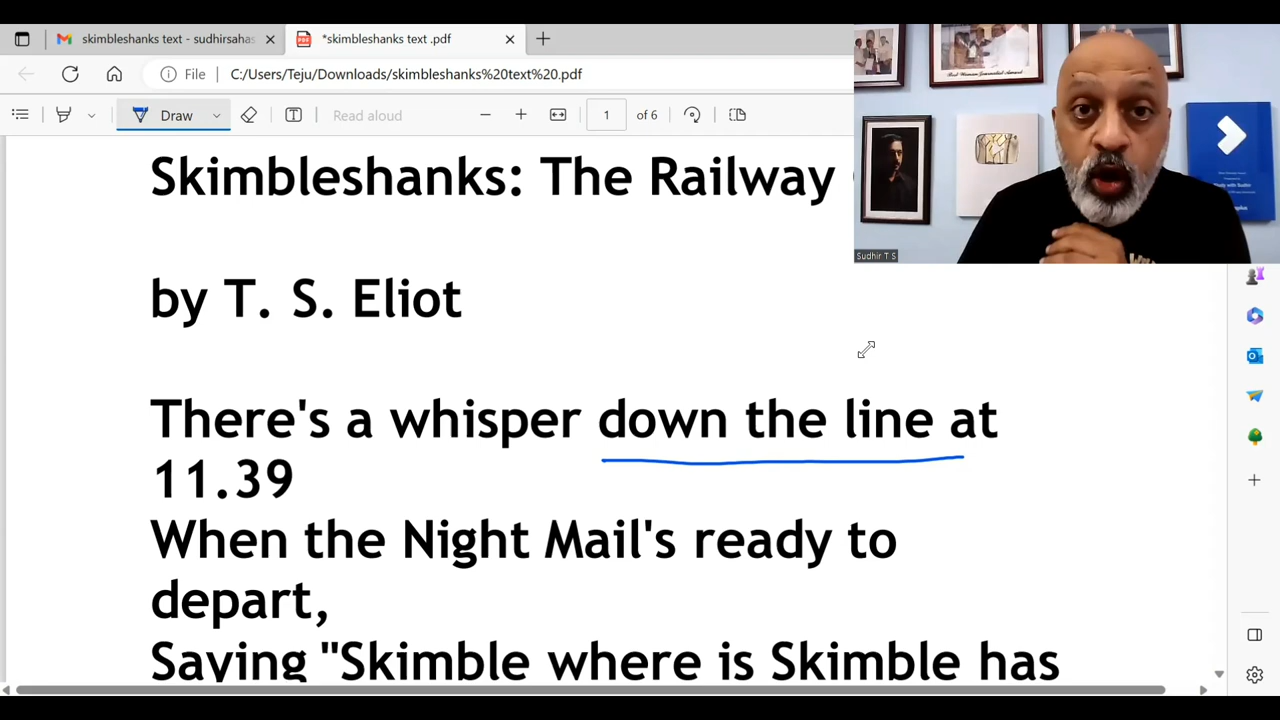 skimbleshanks text - sudhirsahas
*skimbleshanks text .pdf
File C:/Users/Teju/Downloads/skimbleshanks%20text%20.pdf
Draw Read aloud 1 of 6
Skimbleshanks: The Railway
by T. S. Eliot
There's a whisper down the line at
11.39
When the Night Mail's ready to
depart,
Saying "Skimble where is Skimble has
Sudhir T S